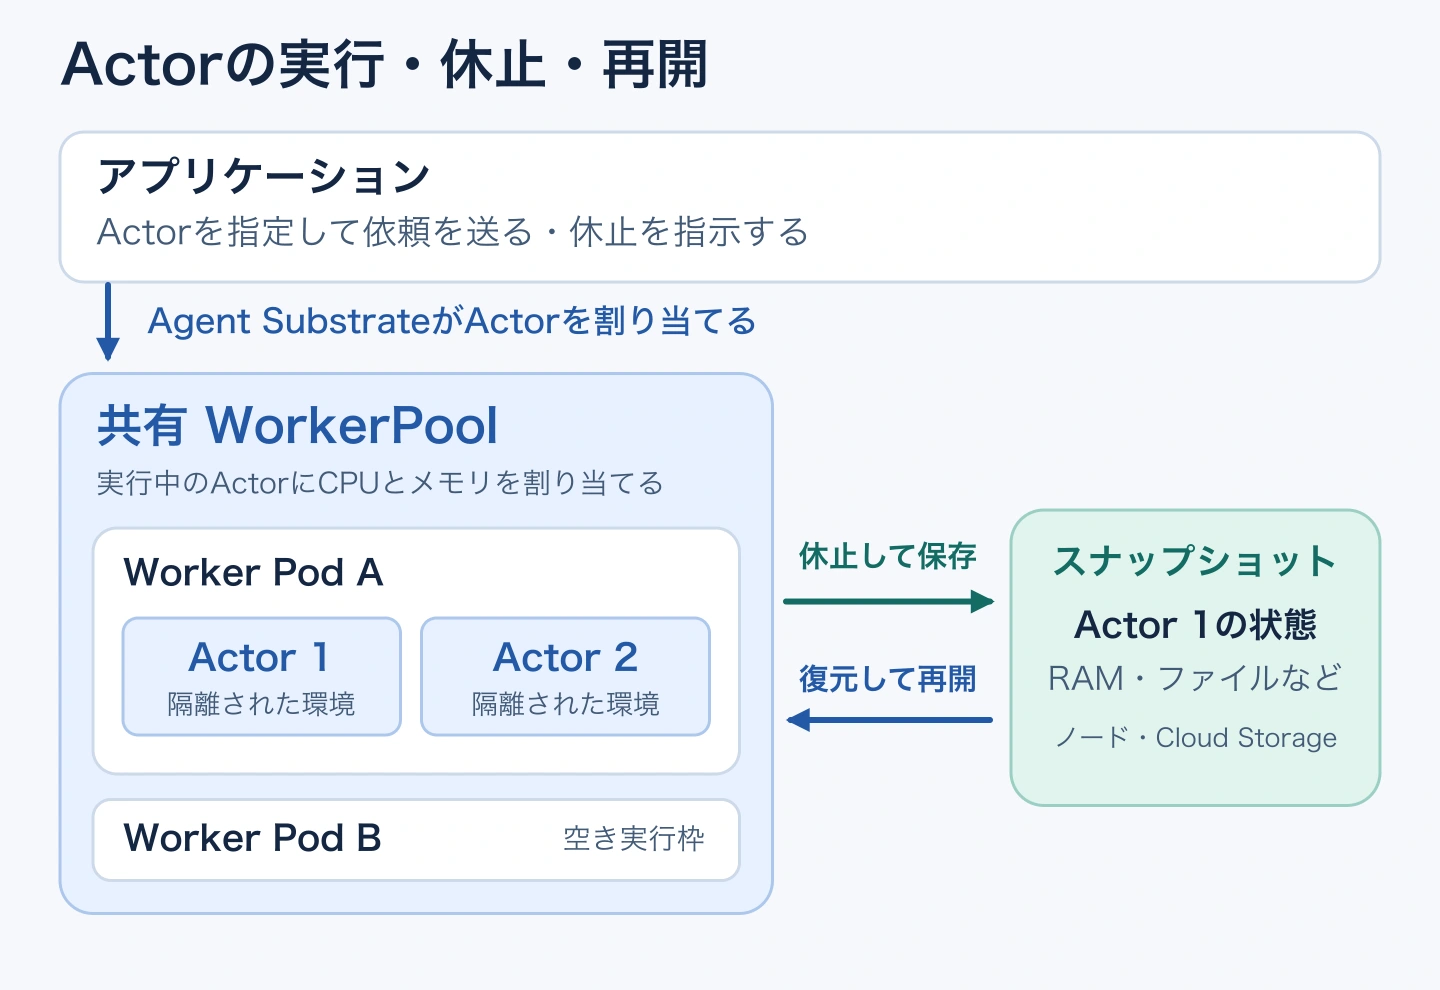 Actorの実行・休止・再開
アプリケーション
Actorを指定して依頼を送る・休止を指示する
Agent SubstrateがActorを割り当てる
共有 WorkerPool
実行中のActorにCPUとメモリを割り当てる
Worker Pod A
Actor 1
隔離された環境
Actor 2
隔離された環境
Worker Pod B
空き実行枠
休止して保存
復元して再開
スナップショット
Actor 1の状態
RAM・ファイルなど
ノード・Cloud Storage